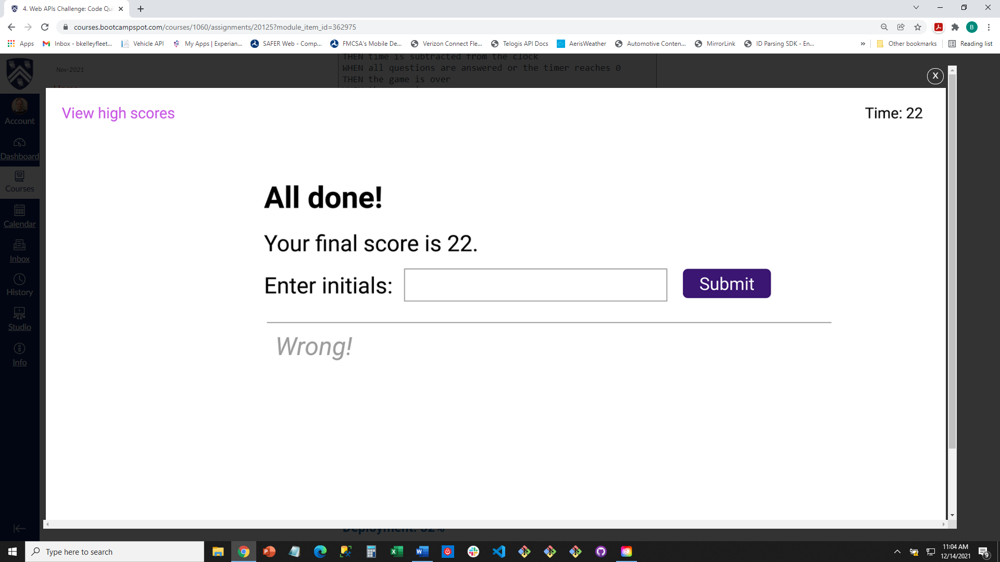 4. Web APIs Challenge: Code Qui
courses.bootcampspot.com/courses/1060/assignments/20125?module_item_id=362975
B
Apps
Inbox - bkelleyfleet...
Vehicle API
My Apps | Experian...
SAFER Web - Comp...
FMCSA's Mobile De...
Verizon Connect Fle...
Telogis API Docs
AerisWeather
Automotive Conten...
MirrorLink
ID Parsing SDK - En...
»
Other bookmarks
Reading list
THEN time is subtracted from the clock
WHEN all questions are answered or the timer reaches 0
THEN the game is over
Nov-2021
Home
X
Account
Dashboard
Courses
Calendar
Inbox
History
Studio
Info
View high scores
Time: 22
All done!
Your final score is 22.
Enter initials:
Submit
Wrong!
Deployment: 32%
Type here to search
11:04 AM
12/14/2021
9